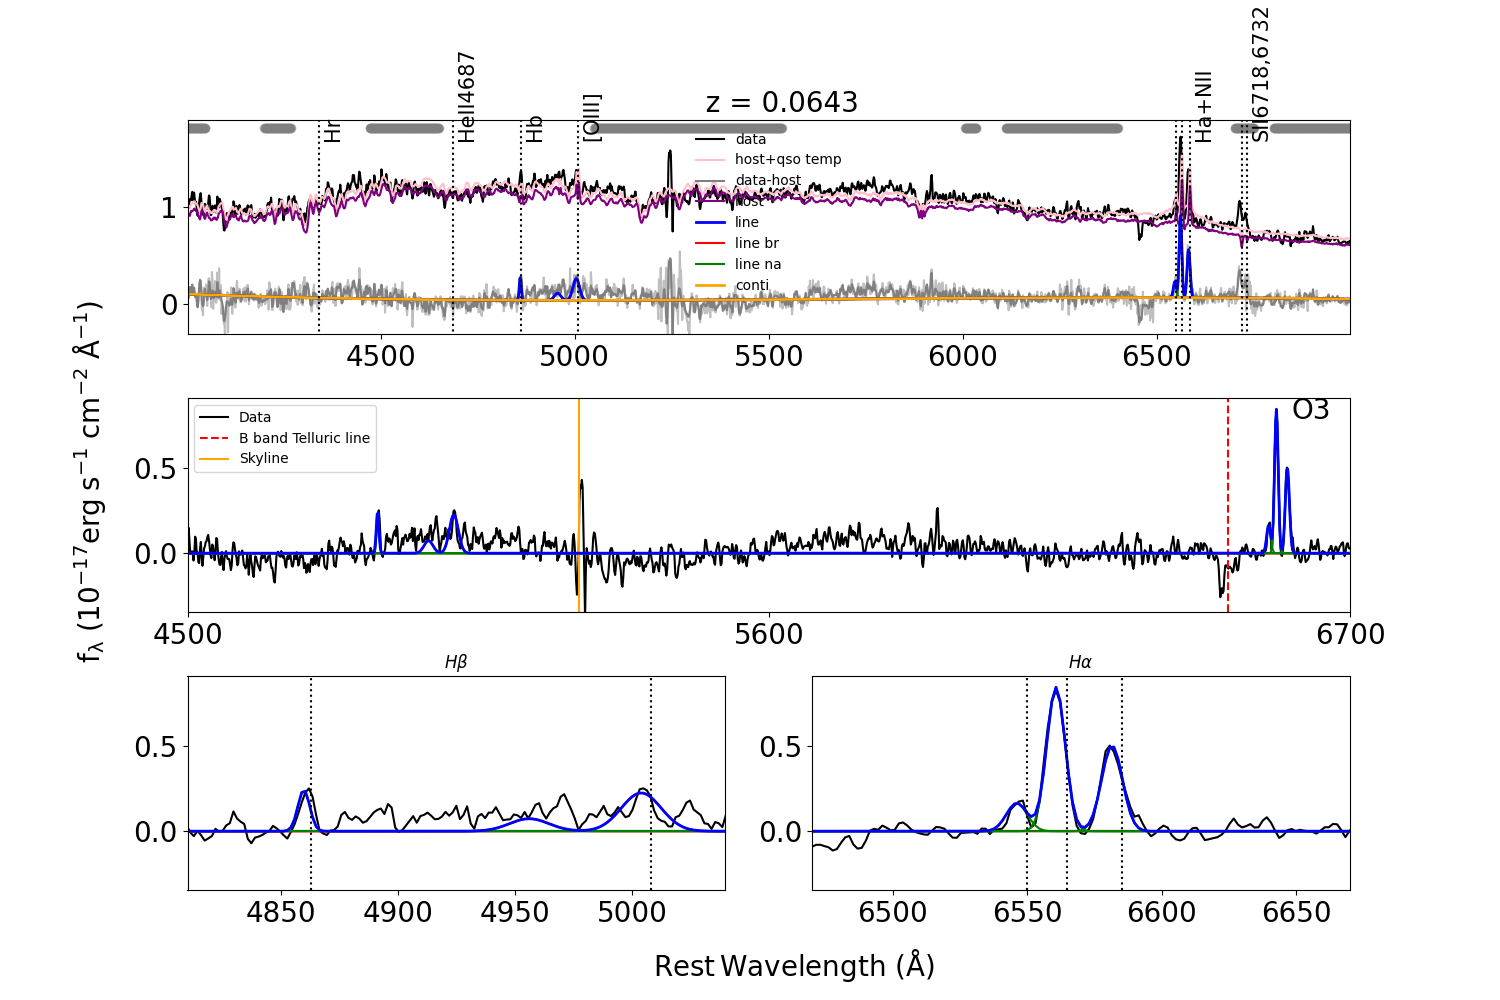 z = 0.0643
Hr
HeII4687
Hb
[OIII]
Ha+NII
SII6718,6732
data
host+qso temp
data-host
host
line
line br
line na
conti
1
0
4500
5000
5500
6000
6500
Data
B band Telluric line
Skyline
O3
0.5
0.0
4500
5600
6700
fλ (10⁻¹⁷erg s⁻¹ cm⁻² Å⁻¹)
Hβ
0.5
0.0
4850
4900
4950
5000
Hα
0.5
0.0
6500
6550
6600
6650
Rest Wavelength (Å)